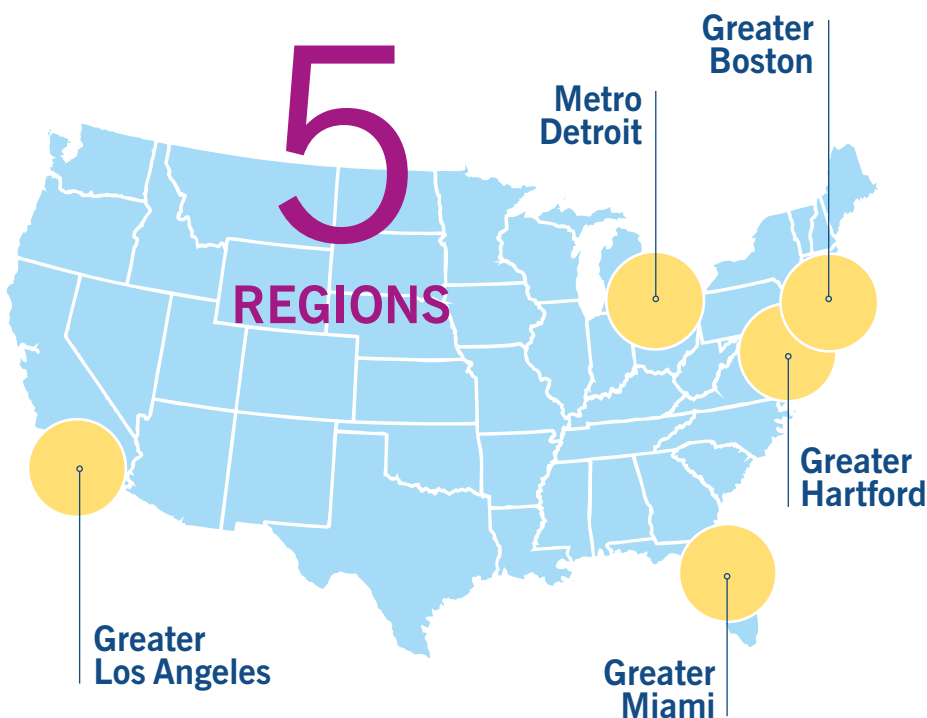 5
REGIONS
Greater
Boston
Metro
Detroit
Greater
Hartford
Greater
Los Angeles
Greater
Miami